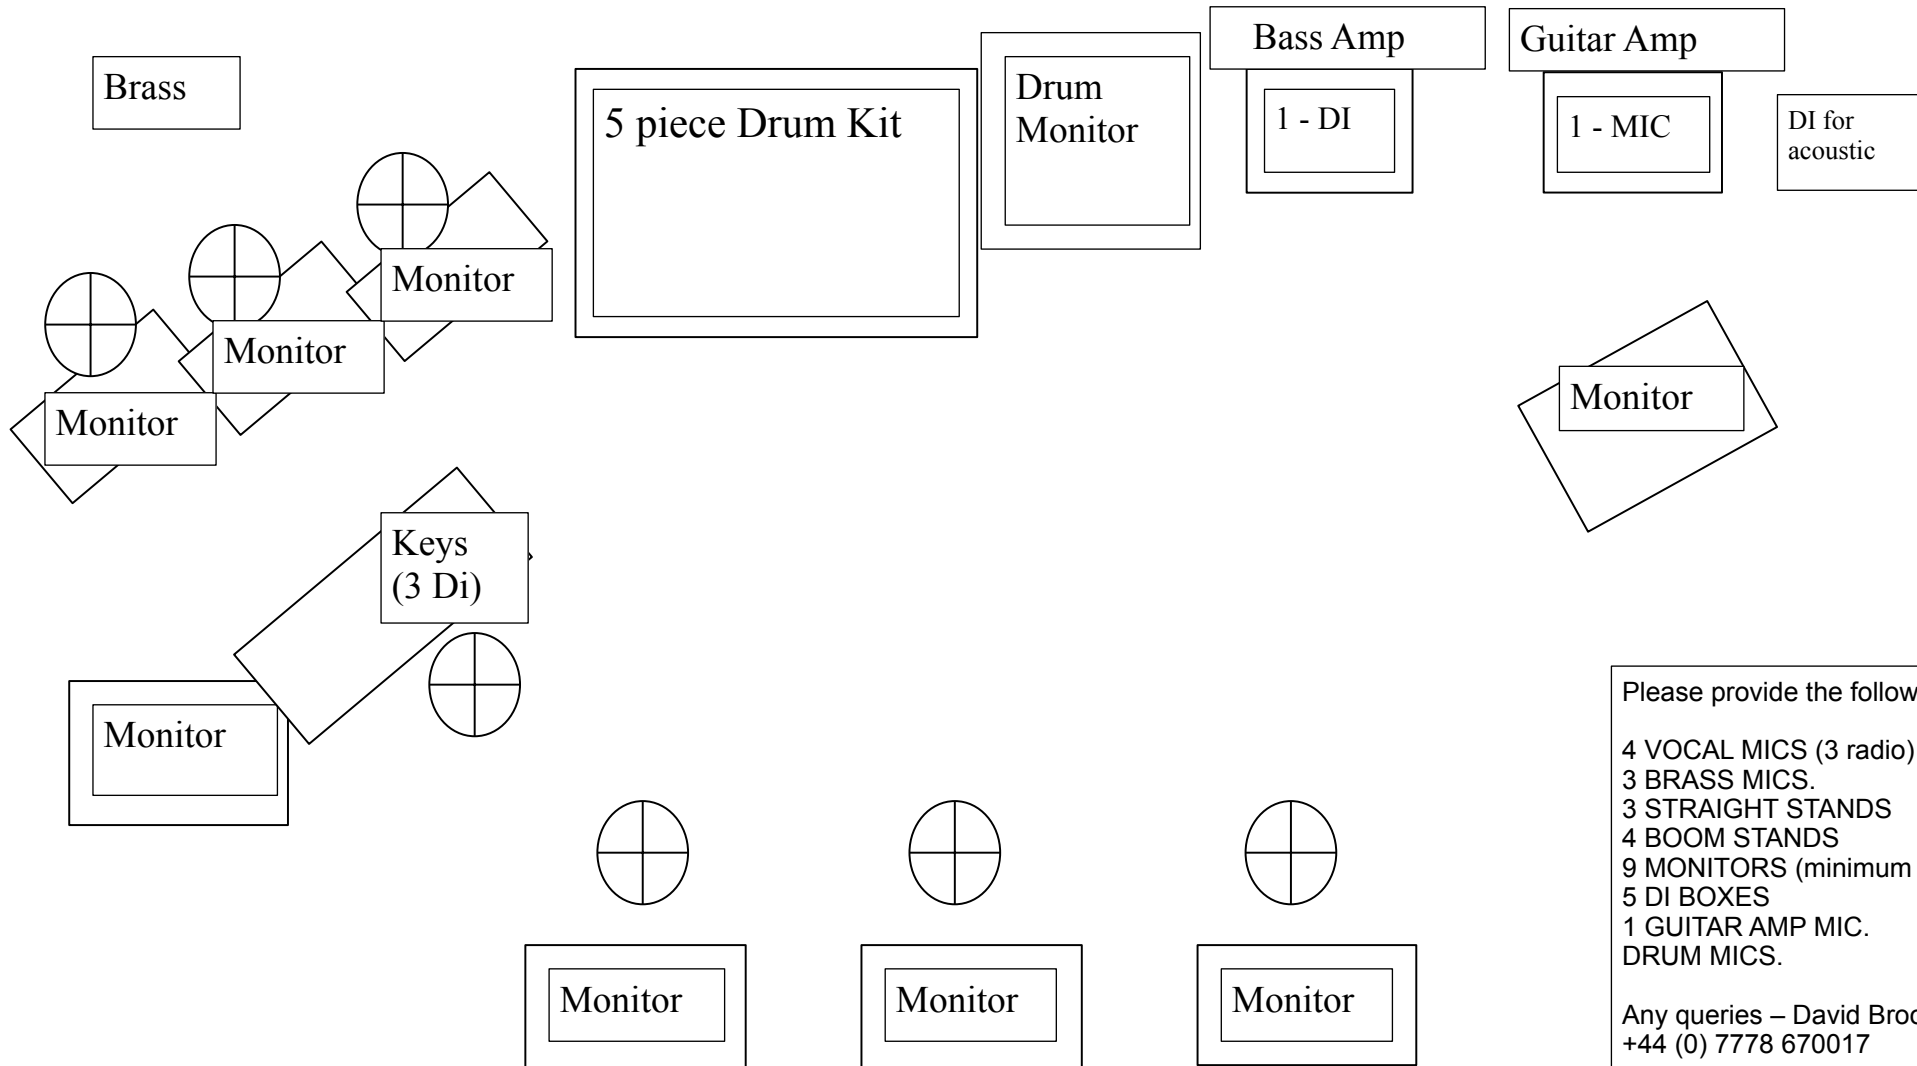 Brass
5 piece Drum Kit
Drum
Monitor
Bass Amp
1 - DI
Guitar Amp
1 - MIC
DI for
acoustic
Monitor
Monitor
Monitor
Monitor
Keys
(3 Di)
Monitor
Monitor
Monitor
Monitor
Please provide the
4 VOCAL MICS (3 radio)
3 BRASS MICS.
3 STRAIGHT STANDS
4 BOOM STANDS
9 MONITORS (minimum
5 DI BOXES
1 GUITAR AMP MIC.
DRUM MICS.
Any queries – David
+44 (0) 7778 670017